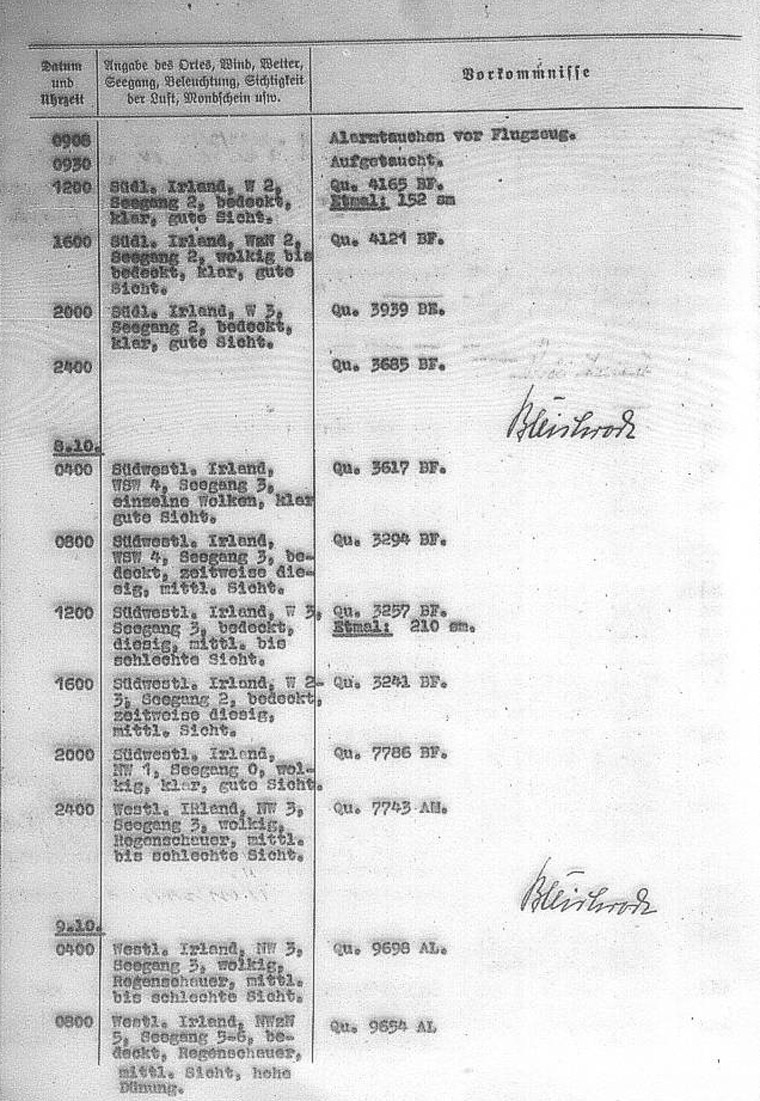 Datum und Uhrzeit
Angabe des Ortes, Wind, Wetter, Seegang, Beleuchtung, Sichtigkeit der Luft, Mondschein usw.
Vorkommnisse
0908 Alarmtauchen vor Flugzeug.
0930 Aufgetaucht.
1200 Südl. Irland, W 2, Qu. 4165 BF.
Seegang 2, bedeckt, Etmal: 152 sm
klar, gute Sicht.
1600 Südl. Irland, WzN 2, Qu. 4121 BF.
Seegang 2, wolkig bis
bedeckt, klar, gute
Sicht.
2000 Südl. Irland, W 3, Qu. 3939 BE.
Seegang 2, bedeckt,
klar, gute Sicht.
2400 Qu. 3685 BF.
Bleichrodt
8.10.
0400 Südwestl. Irland, Qu. 3617 BF.
WSW 4, Seegang 3,
einzelne Wolken, klar
gute Sicht.
0800 Südwestl. Irland, Qu. 3294 BF.
WSW 4, Seegang 3, be-
deckt, zeitweise die-
sig, mittl. Sicht.
1200 Südwestl. Irland, W 3, Qu. 3257 BF.
Seegang 3, bedeckt, Etmal: 210 sm.
diesig, mittl. bis
schlechte Sicht.
1600 Südwestl. Irland, W 2- Qu. 3241 BF.
3, Seegang 2, bedeckt,
zeitweise diesig,
mittl. Sicht.
2000 Südwestl. Irland, Qu. 7786 BF.
NW 1, Seegang 0, wol-
kig, klar, gute Sicht.
2400 Westl. IRland, NW 3, Qu. 7743 AM.
Seegang 3, wolkig,
Regenschauer, mittl.
bis schlechte Sicht.
Bleichrodt
9.10.
0400 Westl. Irland, NW 3, Qu. 9698 AL.
Seegang 3, wolkig,
Regenschauer, mittl.
bis schlechte Sicht.
0800 Westl. Irland, NWzN Qu. 9654 AL
5, Seegang 5-6, be-
deckt, Regenschauer,
mittl. Sicht, hohe
Dünung.